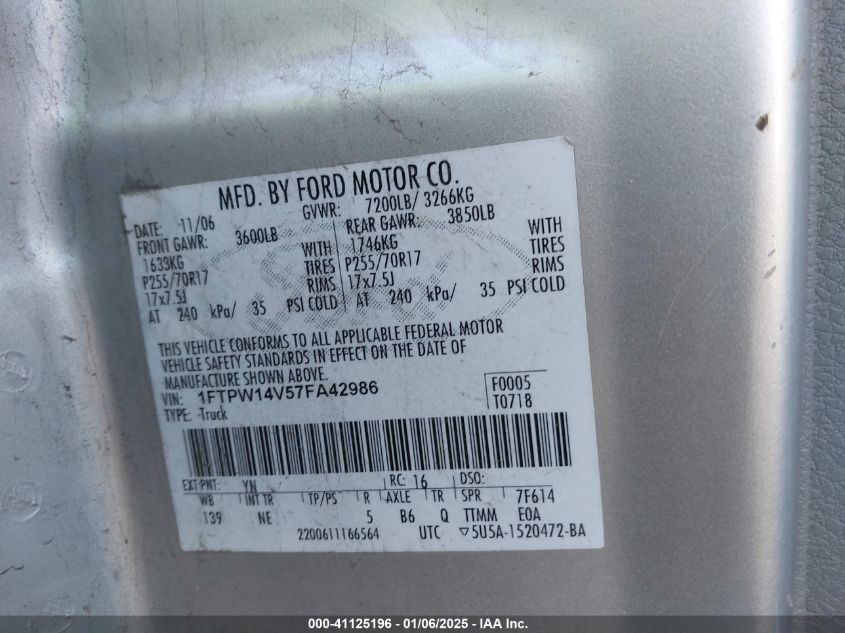 MFD. BY FORD MOTOR CO.
DATE: 11/06 GVWR: 7200LB/ 3266KG
FRONT GAWR: 3600LB REAR GAWR: 3850LB
1633KG WITH 1746KG WITH
P255/70R17 TIRES P255/70R17 TIRES
17x7.5J RIMS 17x7.5J RIMS
AT 240 kPa/ 35 PSI COLD AT 240 kPa/ 35 PSI COLD
THIS VEHICLE CONFORMS TO ALL APPLICABLE FEDERAL MOTOR
VEHICLE SAFETY STANDARDS IN EFFECT ON THE DATE OF
MANUFACTURE SHOWN ABOVE.
VIN: 1FTPW14V57FA42986 F0005
TYPE: -Truck T0718
EXT PNT: YN RC: 16 DSO:
WB INT TR TP/PS R AXLE TR SPR 7F614
139 NE 5 B6 Q TTMM E0A
2200611166564 UTC ▽5U5A-1520472-BA
000-41125196 - 01/06/2025 - IAA Inc.